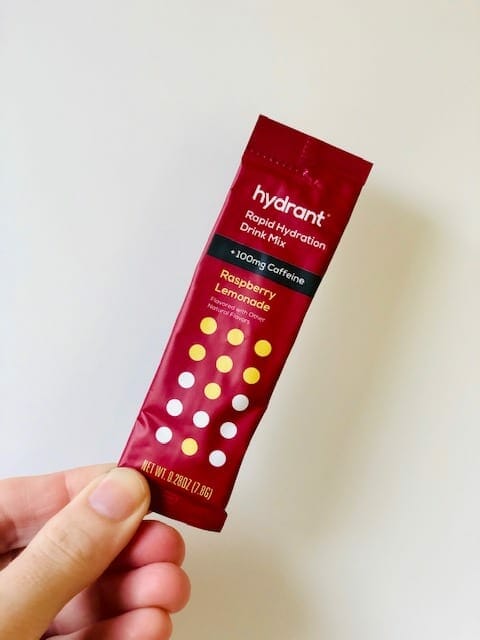 hydrant
Rapid Hydration
Drink Mix
+100mg Caffeine
Raspberry
Lemonade
Flavored with Other
Natural Flavors
NET WT. 0.28OZ (7.8G)